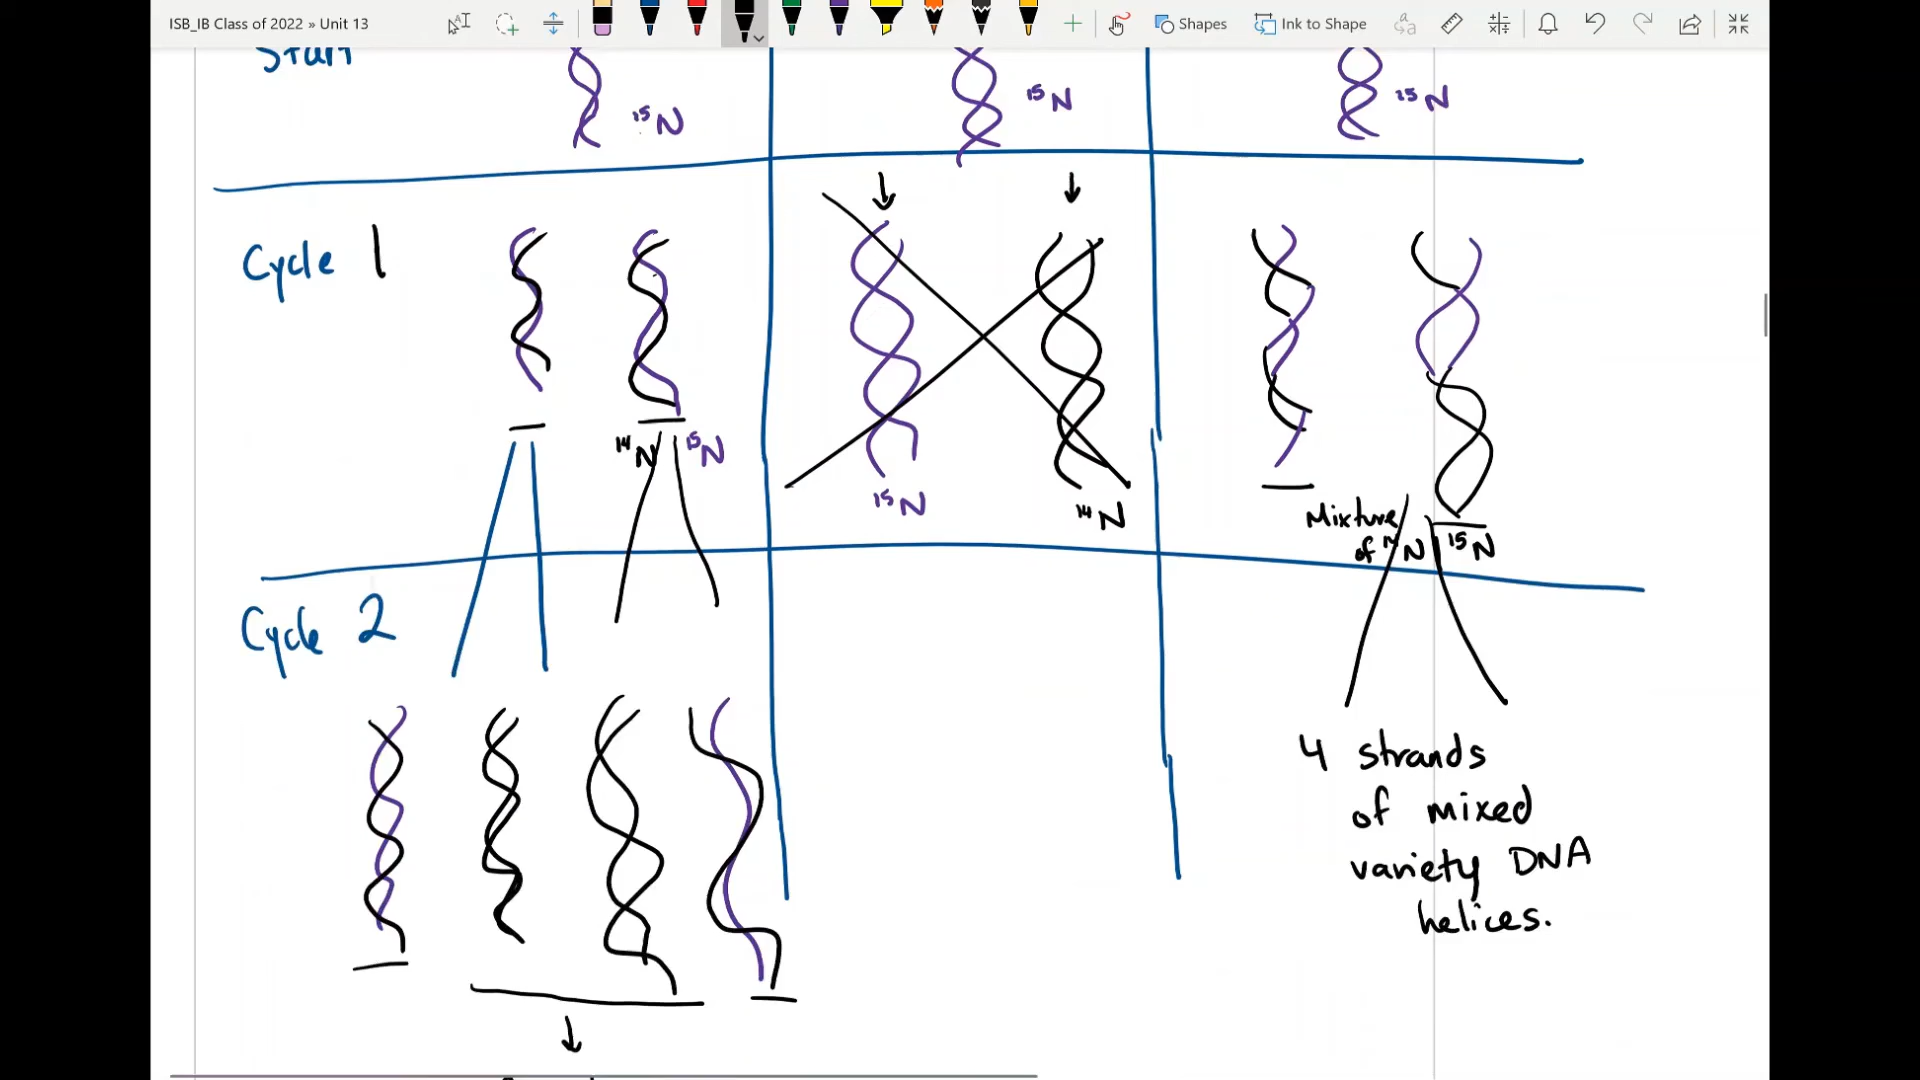 ISB_IB Class of 2022 » Unit 13
Shapes
Ink to Shape
Start
15N
15N
15N
Cycle 1
14N 15N
15N
14N
Mixture
of 14N 15N
Cycle 2
4 strands
of mixed
variety DNA
helices.